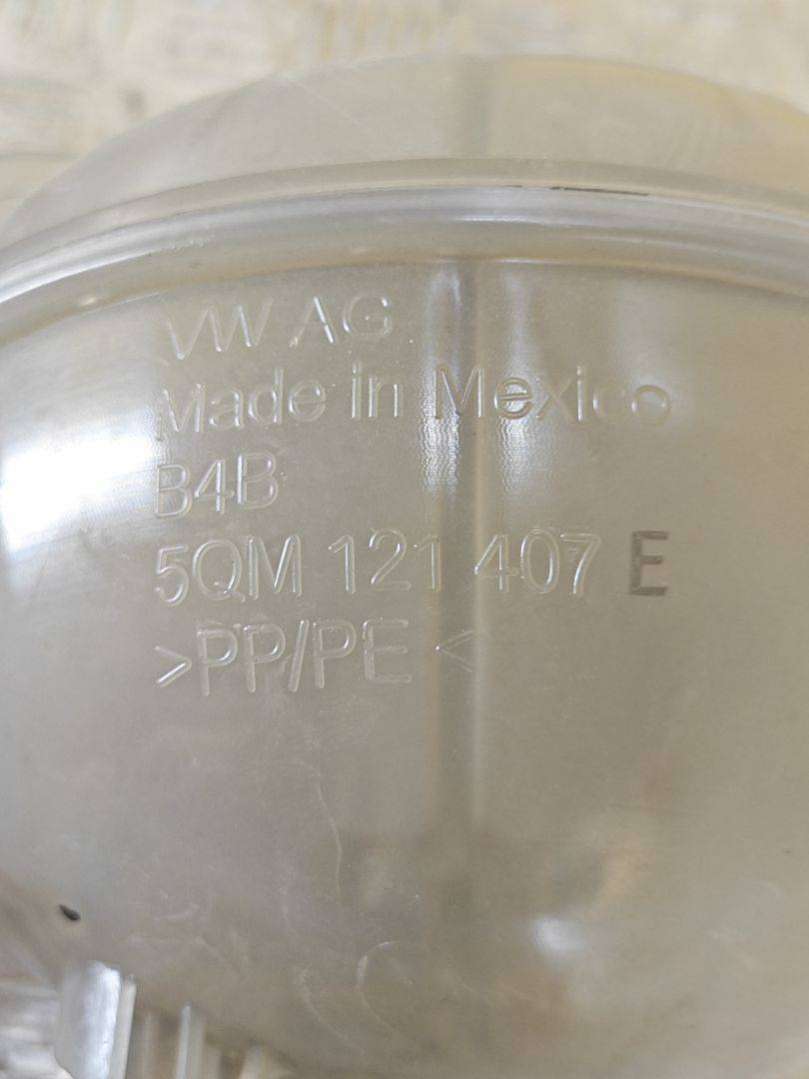 VW AG
Made in Mexico
B4B
5QM 121 407 E
>PP/PE<